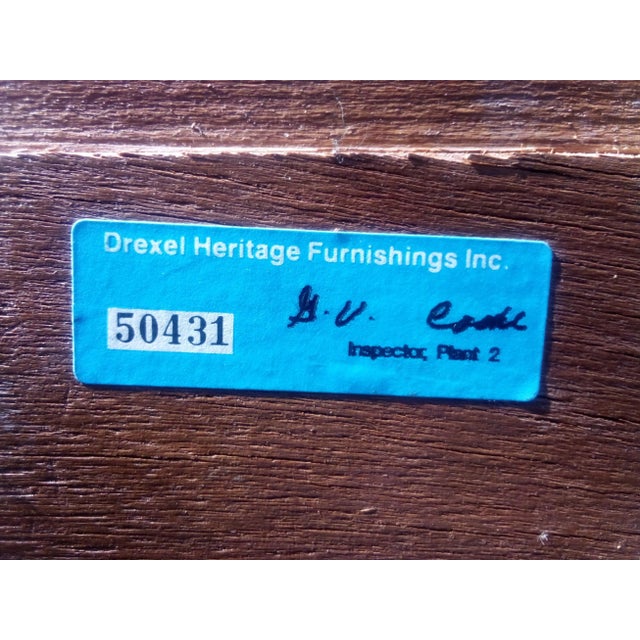 Drexel Heritage Furnishings Inc.
50431
G.V.
Inspector, Plant 2